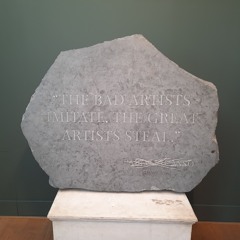 "THE BAD ARTISTS
IMITATE, THE GREAT
ARTISTS STEAL."